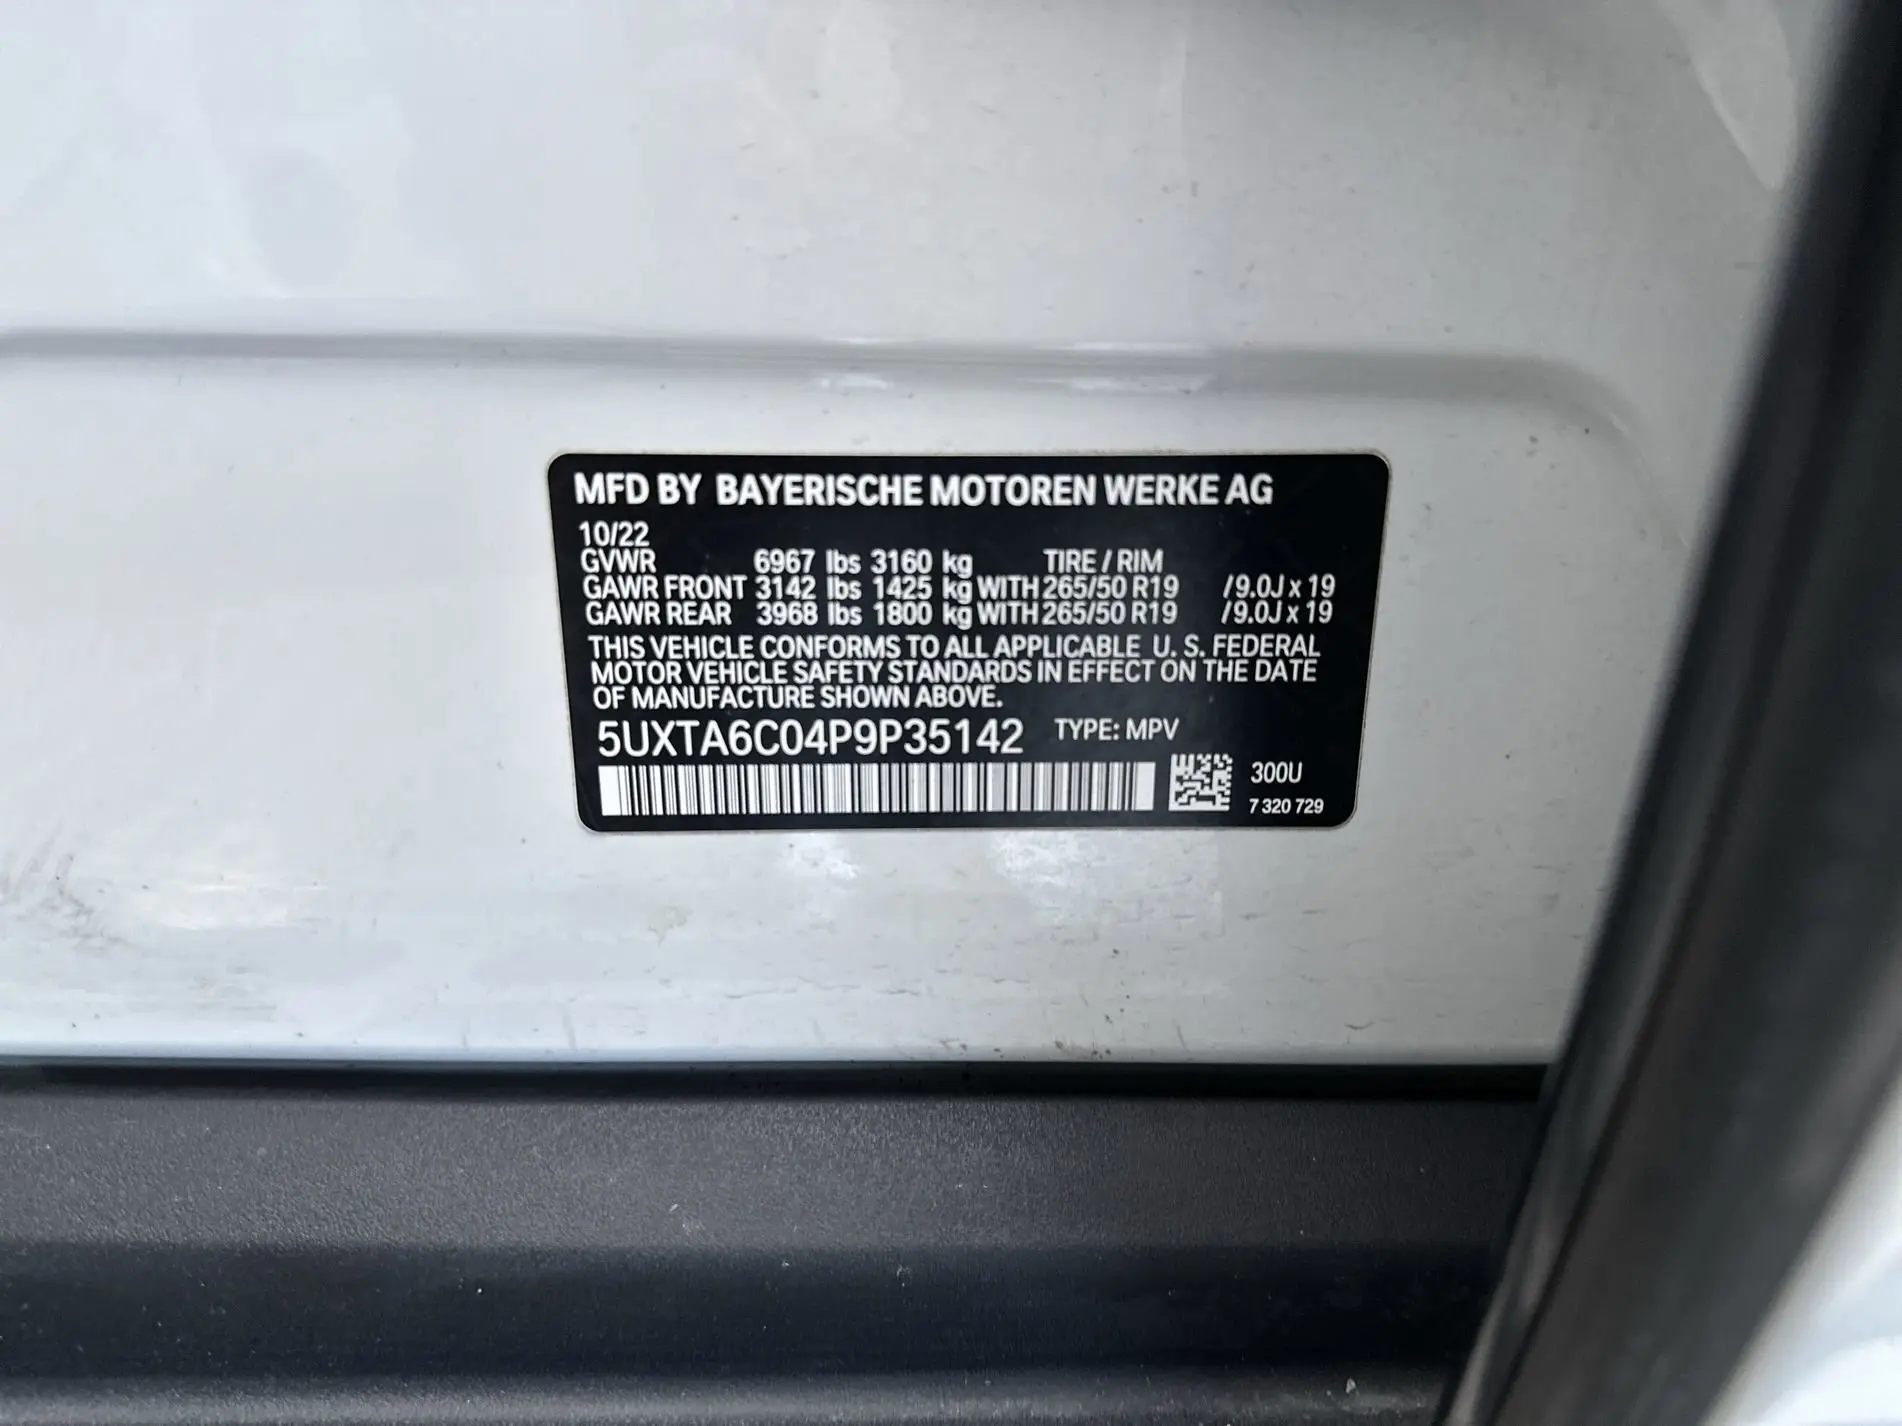 MFD BY BAYERISCHE MOTOREN WERKE AG
10/22
GVWR 6967 lbs 3160 kg TIRE / RIM
GAWR FRONT 3142 lbs 1425 kg WITH 265/50 R19 /9.0J x 19
GAWR REAR 3968 lbs 1800 kg WITH 265/50 R19 /9.0J x 19
THIS VEHICLE CONFORMS TO ALL APPLICABLE U. S. FEDERAL
MOTOR VEHICLE SAFETY STANDARDS IN EFFECT ON THE DATE
OF MANUFACTURE SHOWN ABOVE.
5UXTA6C04P9P35142 TYPE: MPV
300U
7 320 729